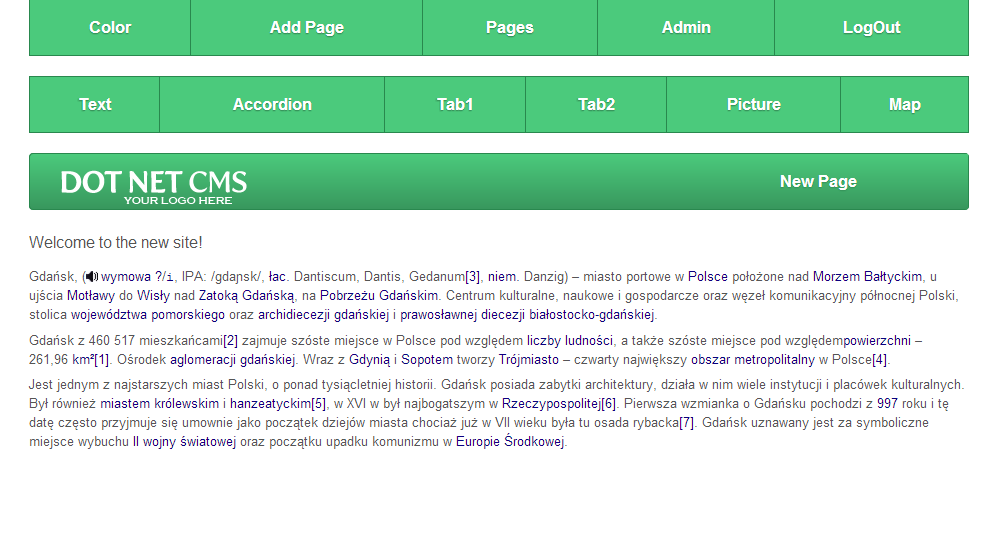 Color Add Page Pages Admin LogOut
Text Accordion Tab1 Tab2 Picture Map
DOT NET CMS New Page
YOUR LOGO HERE
Welcome to the new site!
Gdańsk, (wymowa ?/i, IPA: /gdaɲsk/, łac. Dantiscum, Dantis, Gedanum[3], niem. Danzig) – miasto portowe w Polsce położone nad Morzem Bałtyckim, u
ujścia Motławy do Wisły nad Zatoką Gdańską, na Pobrzeżu Gdańskim. Centrum kulturalne, naukowe i gospodarcze oraz węzeł komunikacyjny północnej Polski,
stolica województwa pomorskiego oraz archidiecezji gdańskiej i prawosławnej diecezji białostocko-gdańskiej.
Gdańsk z 460 517 mieszkańcami[2] zajmuje szóste miejsce w Polsce pod względem liczby ludności, a także szóste miejsce pod względempowierzchni –
261,96 km²[1]. Ośrodek aglomeracji gdańskiej. Wraz z Gdynią i Sopotem tworzy Trójmiasto – czwarty największy obszar metropolitalny w Polsce[4].
Jest jednym z najstarszych miast Polski, o ponad tysiącletniej historii. Gdańsk posiada zabytki architektury, działa w nim wiele instytucji i placówek kulturalnych.
Był również miastem królewskim i hanzeatyckim[5], w XVI w był najbogatszym w Rzeczypospolitej[6]. Pierwsza wzmianka o Gdańsku pochodzi z 997 roku i tę
datę często przyjmuje się umownie jako początek dziejów miasta chociaż już w VII wieku była tu osada rybacka[7]. Gdańsk uznawany jest za symboliczne
miejsce wybuchu II wojny światowej oraz początku upadku komunizmu w Europie Środkowej.